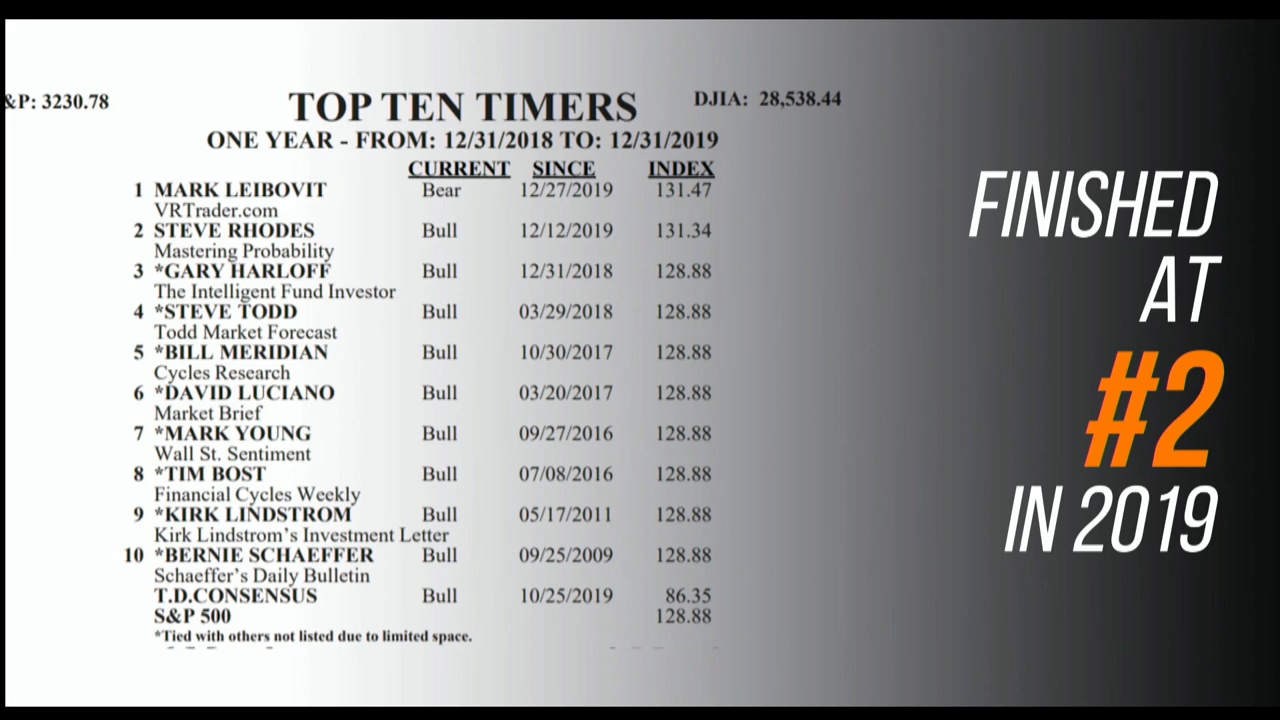 &P: 3230.78
TOP TEN TIMERS
DJIA: 28,538.44
ONE YEAR - FROM: 12/31/2018 TO: 12/31/2019
CURRENT SINCE INDEX
1 MARK LEIBOVIT Bear 12/27/2019 131.47
VRTrader.com
2 STEVE RHODES Bull 12/12/2019 131.34
Mastering Probability
3 *GARY HARLOFF Bull 12/31/2018 128.88
The Intelligent Fund Investor
4 *STEVE TODD Bull 03/29/2018 128.88
Todd Market Forecast
5 *BILL MERIDIAN Bull 10/30/2017 128.88
Cycles Research
6 *DAVID LUCIANO Bull 03/20/2017 128.88
Market Brief
7 *MARK YOUNG Bull 09/27/2016 128.88
Wall St. Sentiment
8 *TIM BOST Bull 07/08/2016 128.88
Financial Cycles Weekly
9 *KIRK LINDSTROM Bull 05/17/2011 128.88
Kirk Lindstrom's Investment Letter
10 *BERNIE SCHAEFFER Bull 09/25/2009 128.88
Schaeffer's Daily Bulletin
T.D.CONSENSUS Bull 10/25/2019 86.35
S&P 500 128.88
*Tied with others not listed due to limited space.
FINISHED
AT
#2
IN 2019